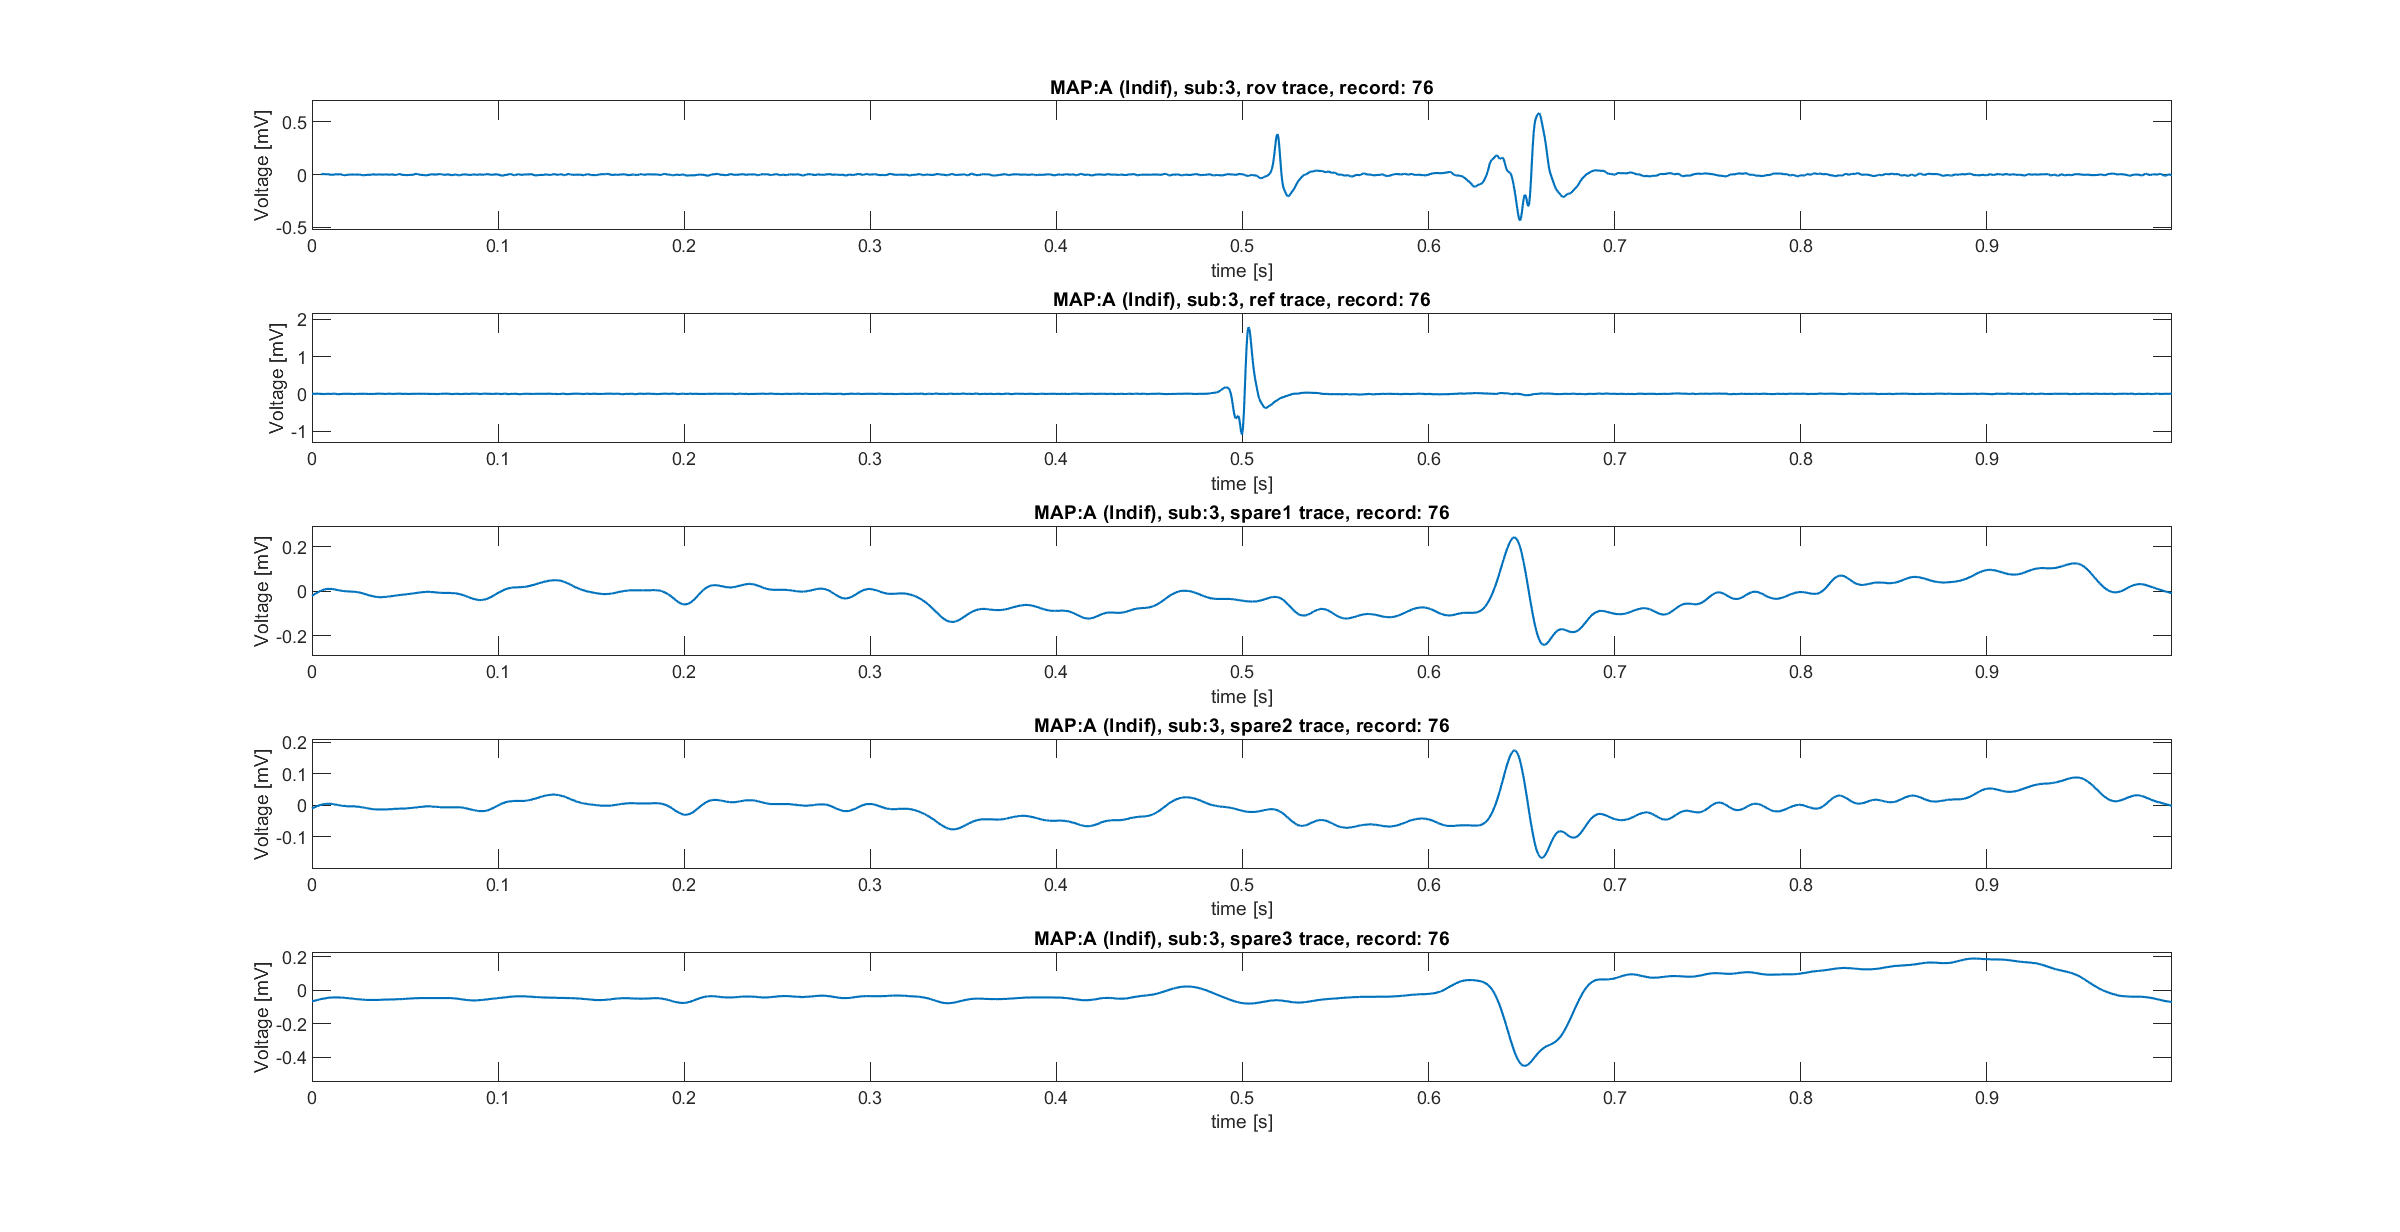 MAP:A (Indif), sub:3, rov trace, record: 76
Voltage [mV]
0.5
0
-0.5
0 0.1 0.2 0.3 0.4 0.5 0.6 0.7 0.8 0.9
time [s]
MAP:A (Indif), sub:3, ref trace, record: 76
Voltage [mV]
2
1
0
-1
0 0.1 0.2 0.3 0.4 0.5 0.6 0.7 0.8 0.9
time [s]
MAP:A (Indif), sub:3, spare1 trace, record: 76
Voltage [mV]
0.2
0
-0.2
0 0.1 0.2 0.3 0.4 0.5 0.6 0.7 0.8 0.9
time [s]
MAP:A (Indif), sub:3, spare2 trace, record: 76
Voltage [mV]
0.2
0.1
0
-0.1
0 0.1 0.2 0.3 0.4 0.5 0.6 0.7 0.8 0.9
time [s]
MAP:A (Indif), sub:3, spare3 trace, record: 76
Voltage [mV]
0.2
0
-0.2
-0.4
0 0.1 0.2 0.3 0.4 0.5 0.6 0.7 0.8 0.9
time [s]